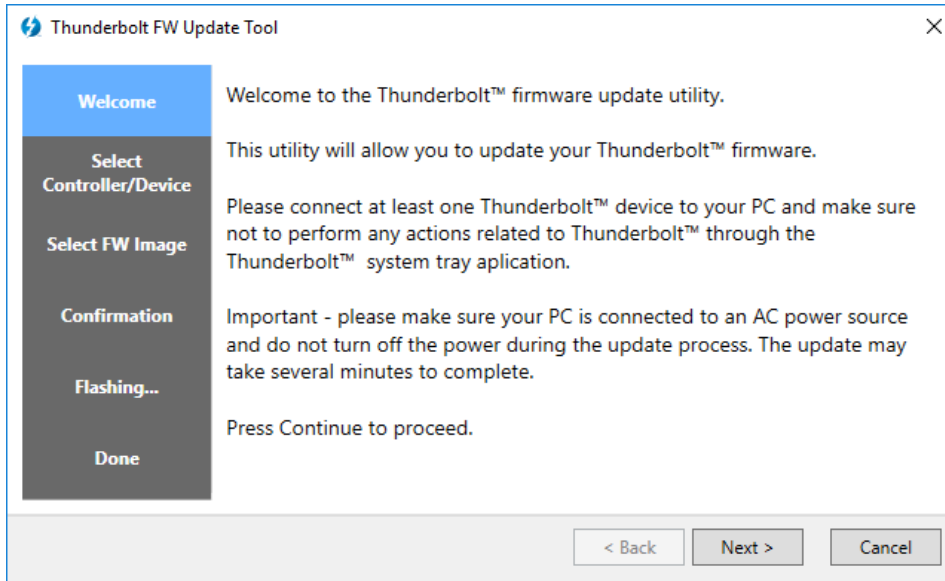 Thunderbolt FW Update Tool
Welcome
Select
Controller/Device
Select FW Image
Confirmation
Flashing...
Done
Welcome to the Thunderbolt™ firmware update utility.
This utility will allow you to update your Thunderbolt™ firmware.
Please connect at least one Thunderbolt™ device to your PC and make sure
not to perform any actions related to Thunderbolt™ through the
Thunderbolt™  system tray aplication.
Important - please make sure your PC is connected to an AC power source
and do not turn off the power during the update process. The update may
take several minutes to complete.
Press Continue to proceed.
< Back
Next >
Cancel